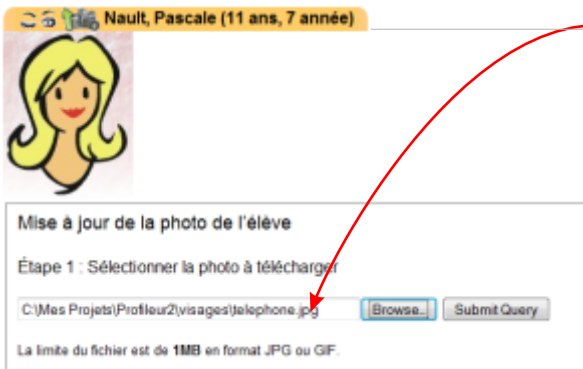 Nault, Pascale (11 ans, 7 année)
Mise à jour de la photo de l'élève
Étape 1 : Sélectionner la photo à télécharger
C:\Mes Projets\Profileur2\visages\telephone.jpg Browse.. Submit Query
La limite du fichier est de 1MB en format JPG ou GIF.